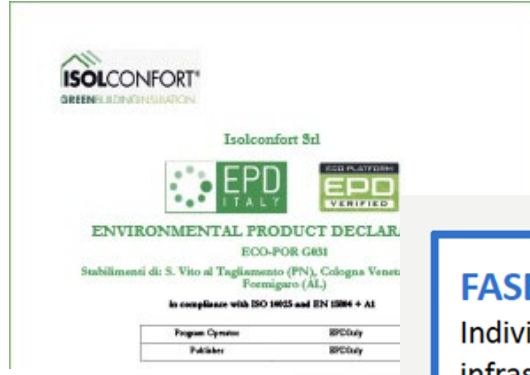 ISOLCONFORT®
GREENBUILDINGINSULATION
Isolconfort Srl
EPD
ITALY
ECO PLATFORM
EPD
VERIFIED
ENVIRONMENTAL PRODUCT DECLAR
ECO-POR G031
Stabilimenti di: S. Vito al Tagliamento (PN), Cologna Venet
Formigaro (AL)
in compliance with ISO 14025 and EN 15804 + A1
Program Operator EPDItaly
Publisher EPDItaly
FASI
Indivi
infras